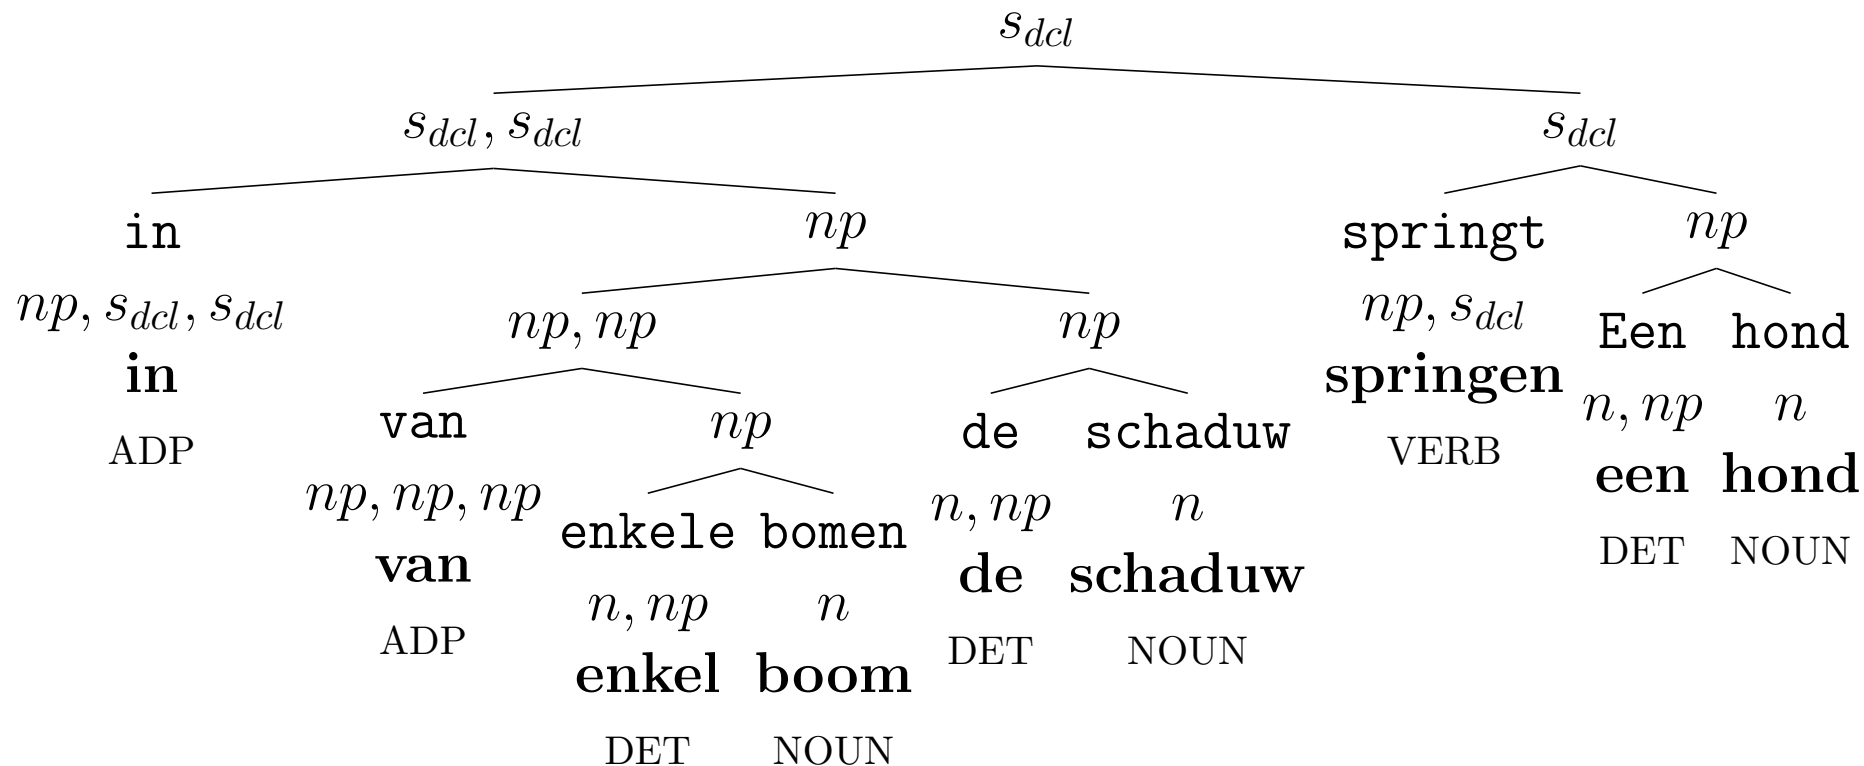 s_dcl
s_dcl, s_dcl s_dcl
in np springt np
np, s_dcl, s_dcl np, np np np, s_dcl Een hond
in van np de schaduw springen n, np n
ADP np, np, np enkele bomen n, np n VERB een hond
van n, np n de schaduw DET NOUN
ADP enkel boom DET NOUN
DET NOUN